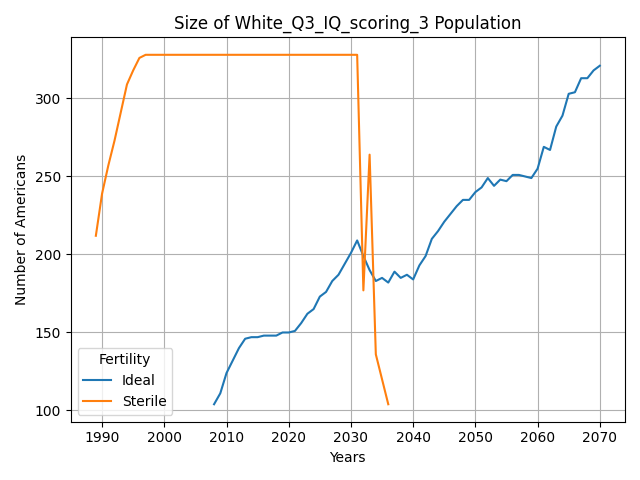 Size of White_Q3_IQ_scoring_3 Population
Number of Americans
300
250
200
150
100
Fertility
Ideal
Sterile
1990 2000 2010 2020 2030 2040 2050 2060 2070
Years